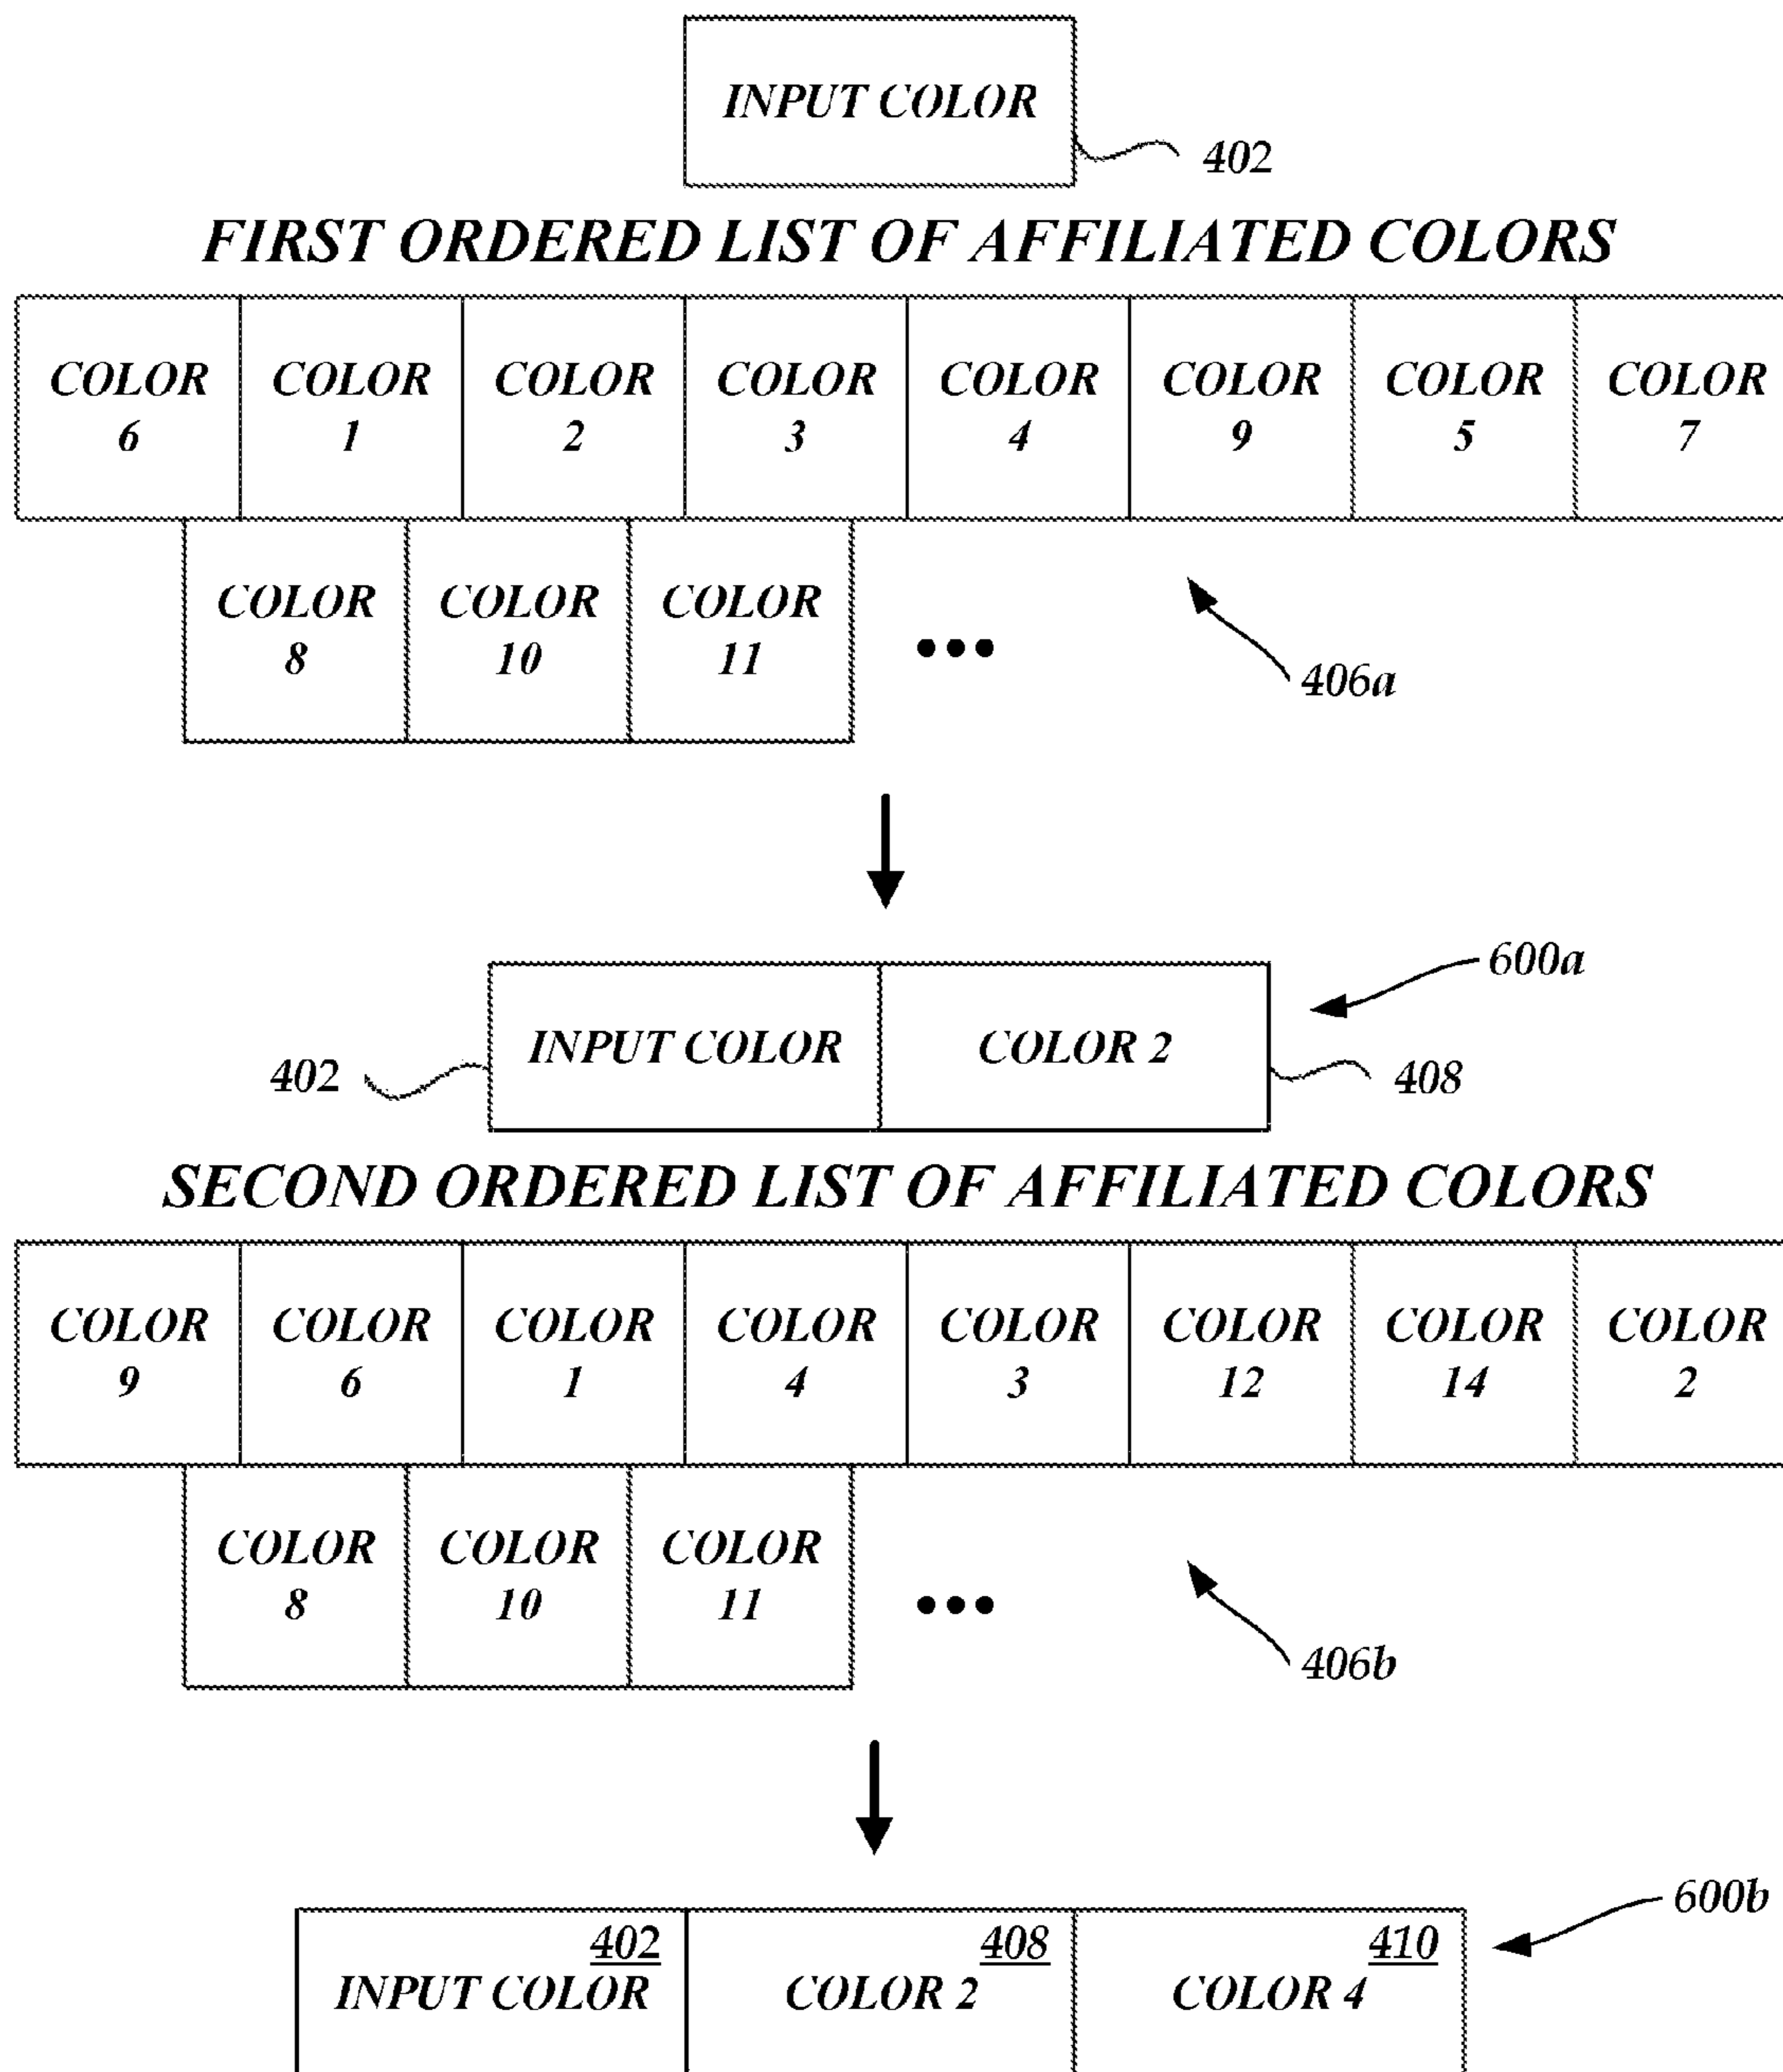 INPUT COLOR
402
FIRST ORDERED LIST OF AFFILIATED COLORS
COLOR COLOR COLOR COLOR COLOR COLOR COLOR COLOR
6 1 2 3 4 9 5 7
COLOR COLOR COLOR
8 10 11 •••
406a
600a
INPUT COLOR COLOR 2
402 408
SECOND ORDERED LIST OF AFFILIATED COLORS
COLOR COLOR COLOR COLOR COLOR COLOR COLOR COLOR
9 6 1 4 3 12 14 2
COLOR COLOR COLOR
8 10 11 •••
406b
600b
402 408 410
INPUT COLOR COLOR 2 COLOR 4